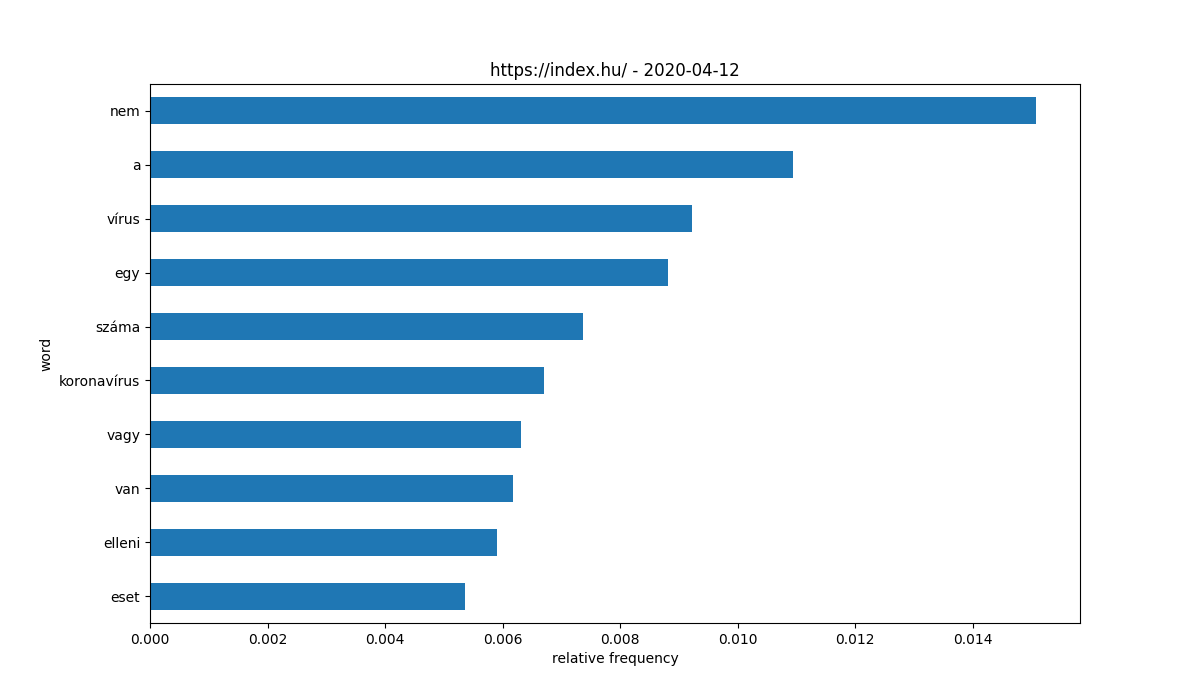 https://index.hu/ - 2020-04-12
nem
a
vírus
egy
száma
koronavírus
vagy
van
elleni
eset
word
0.000 0.002 0.004 0.006 0.008 0.010 0.012 0.014
relative frequency